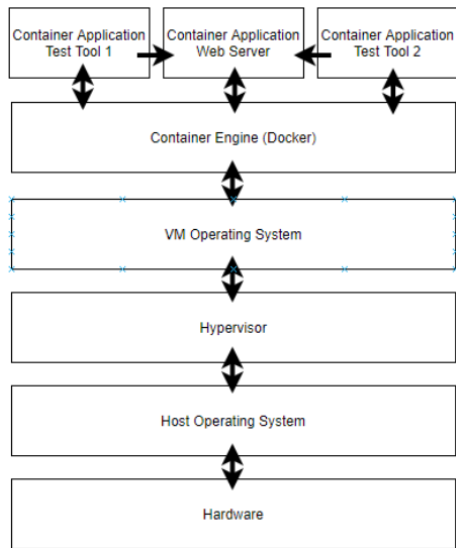 Container Application
Test Tool 1
Container Application
Web Server
Container Application
Test Tool 2
Container Engine (Docker)
VM Operating System
Hypervisor
Host Operating System
Hardware